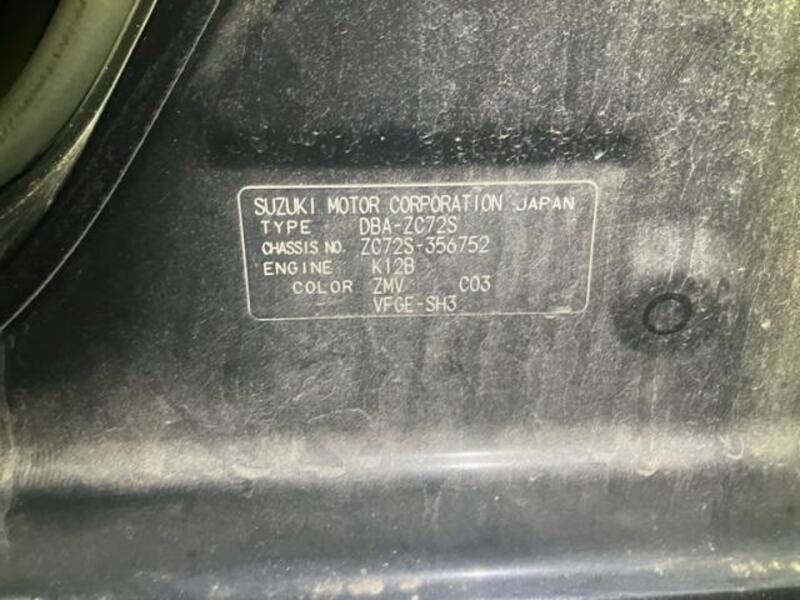 SUZUKI MOTOR CORPORATION JAPAN
TYPE DBA-ZC72S
CHASSIS NO. ZC72S-356752
ENGINE K12B
COLOR ZMV C03
VFGE-SH3